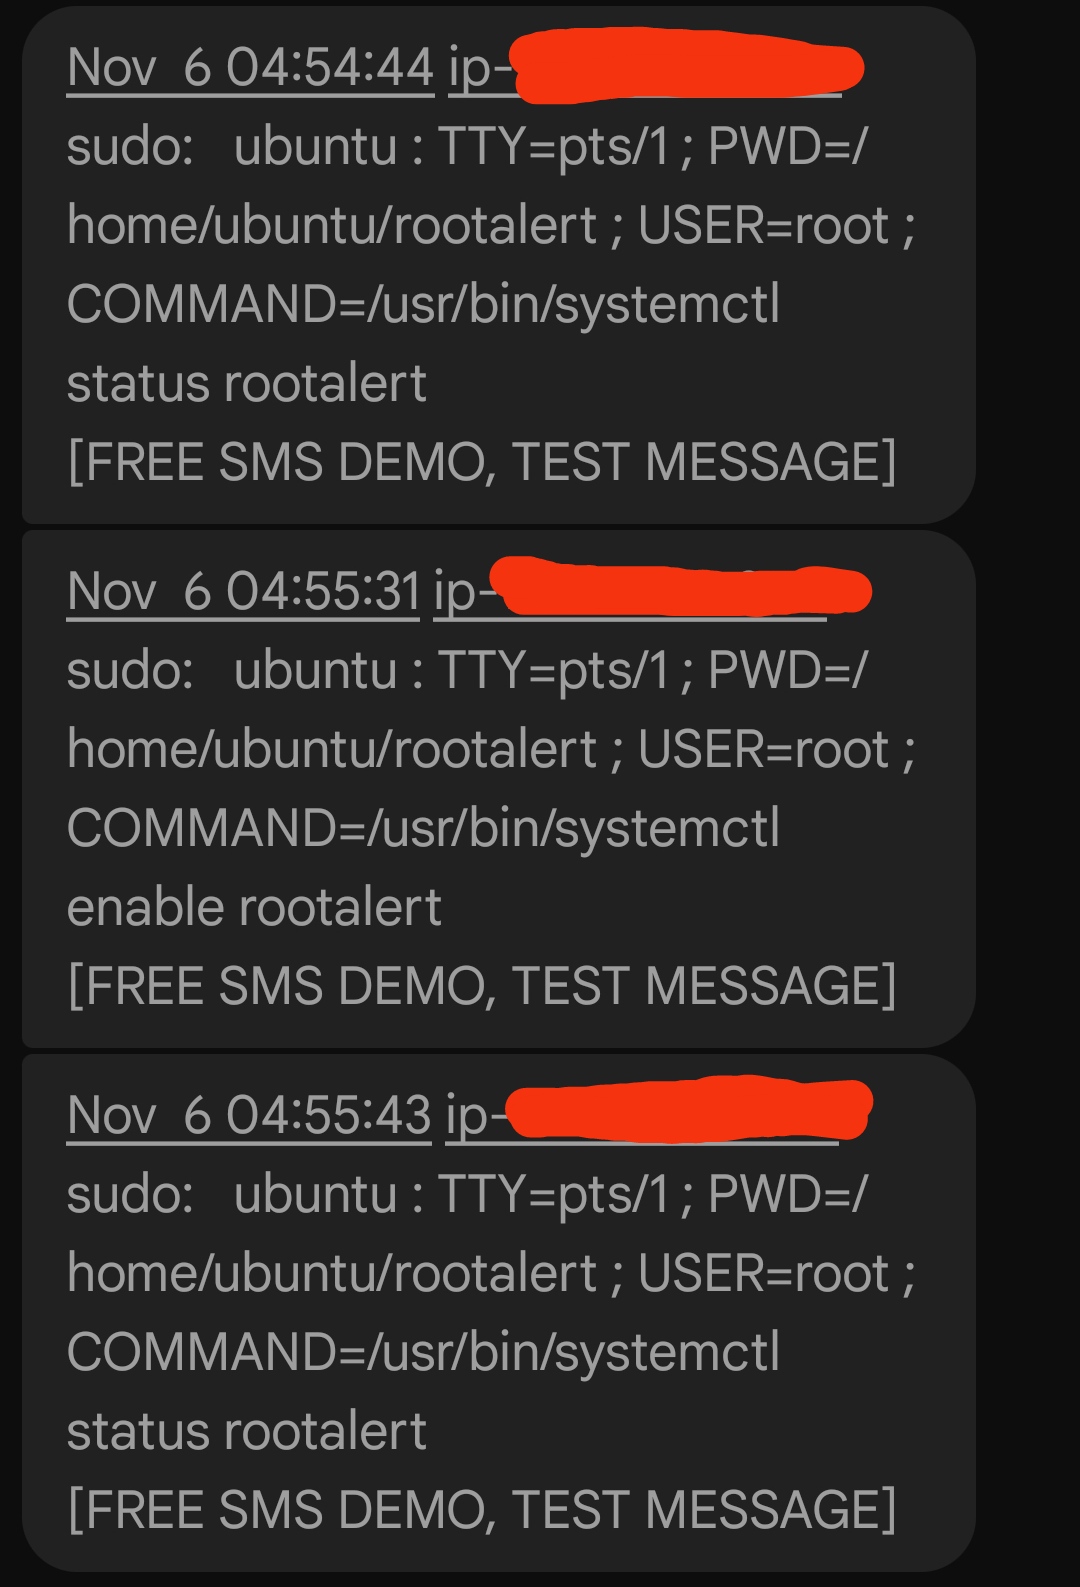 Nov  6 04:54:44 ip-
sudo:   ubuntu : TTY=pts/1 ; PWD=/
home/ubuntu/rootalert ; USER=root ;
COMMAND=/usr/bin/systemctl
status rootalert
[FREE SMS DEMO, TEST MESSAGE]
Nov  6 04:55:31 ip-
sudo:   ubuntu : TTY=pts/1 ; PWD=/
home/ubuntu/rootalert ; USER=root ;
COMMAND=/usr/bin/systemctl
enable rootalert
[FREE SMS DEMO, TEST MESSAGE]
Nov  6 04:55:43 ip-
sudo:   ubuntu : TTY=pts/1 ; PWD=/
home/ubuntu/rootalert ; USER=root ;
COMMAND=/usr/bin/systemctl
status rootalert
[FREE SMS DEMO, TEST MESSAGE]